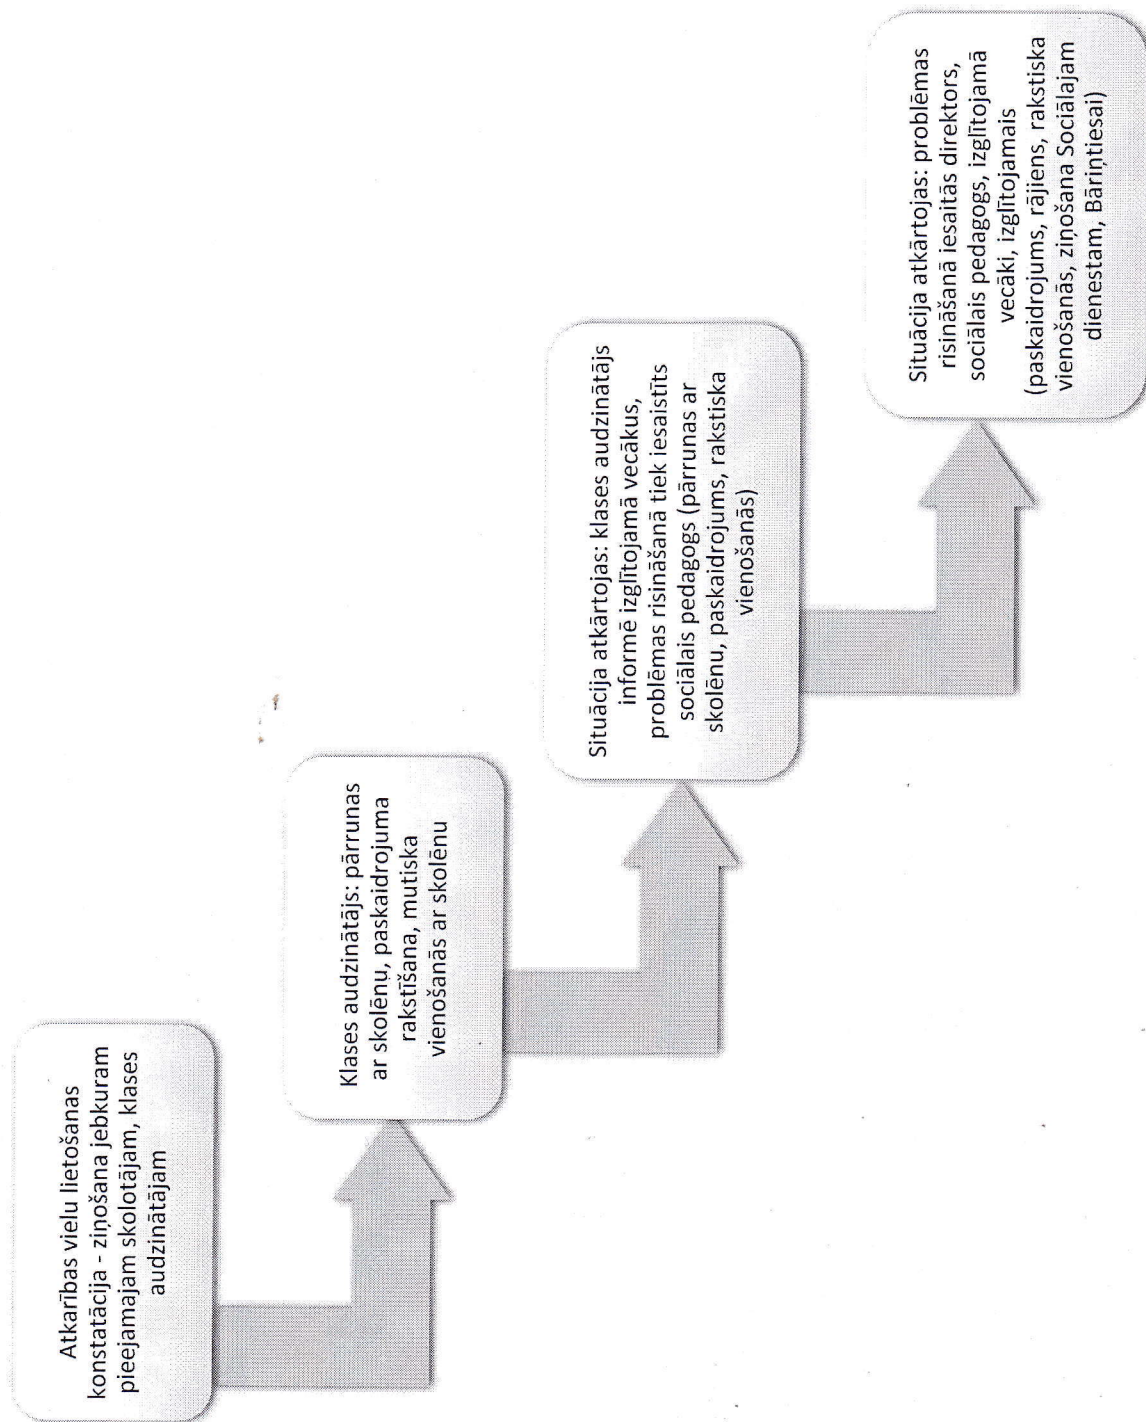 Atkarības vielu lietošanas
konstatācija - ziņošana jebkuram
pieejamajam skolotājam, klases
audzinātājam
Klases audzinātājs: pārrunas
ar skolēnu, paskaidrojuma
rakstīšana, mutiska
vienošanās ar skolēnu
Situācija atkārtojas: klases audzinātājs
informē izglītojamā vecākus,
problēmas risināšanā tiek iesaistīts
sociālais pedagogs (pārrunas ar
skolēnu, paskaidrojums, rakstiska
vienošanās)
Situācija atkārtojas: problēmas
risināšanā iesaitās direktors,
sociālais pedagogs, izglītojamā
vecāki, izglītojamais
(paskaidrojums, rājiens, rakstiska
vienošanās, ziņošana Sociālajam
dienestam, Bāriņtiesai)